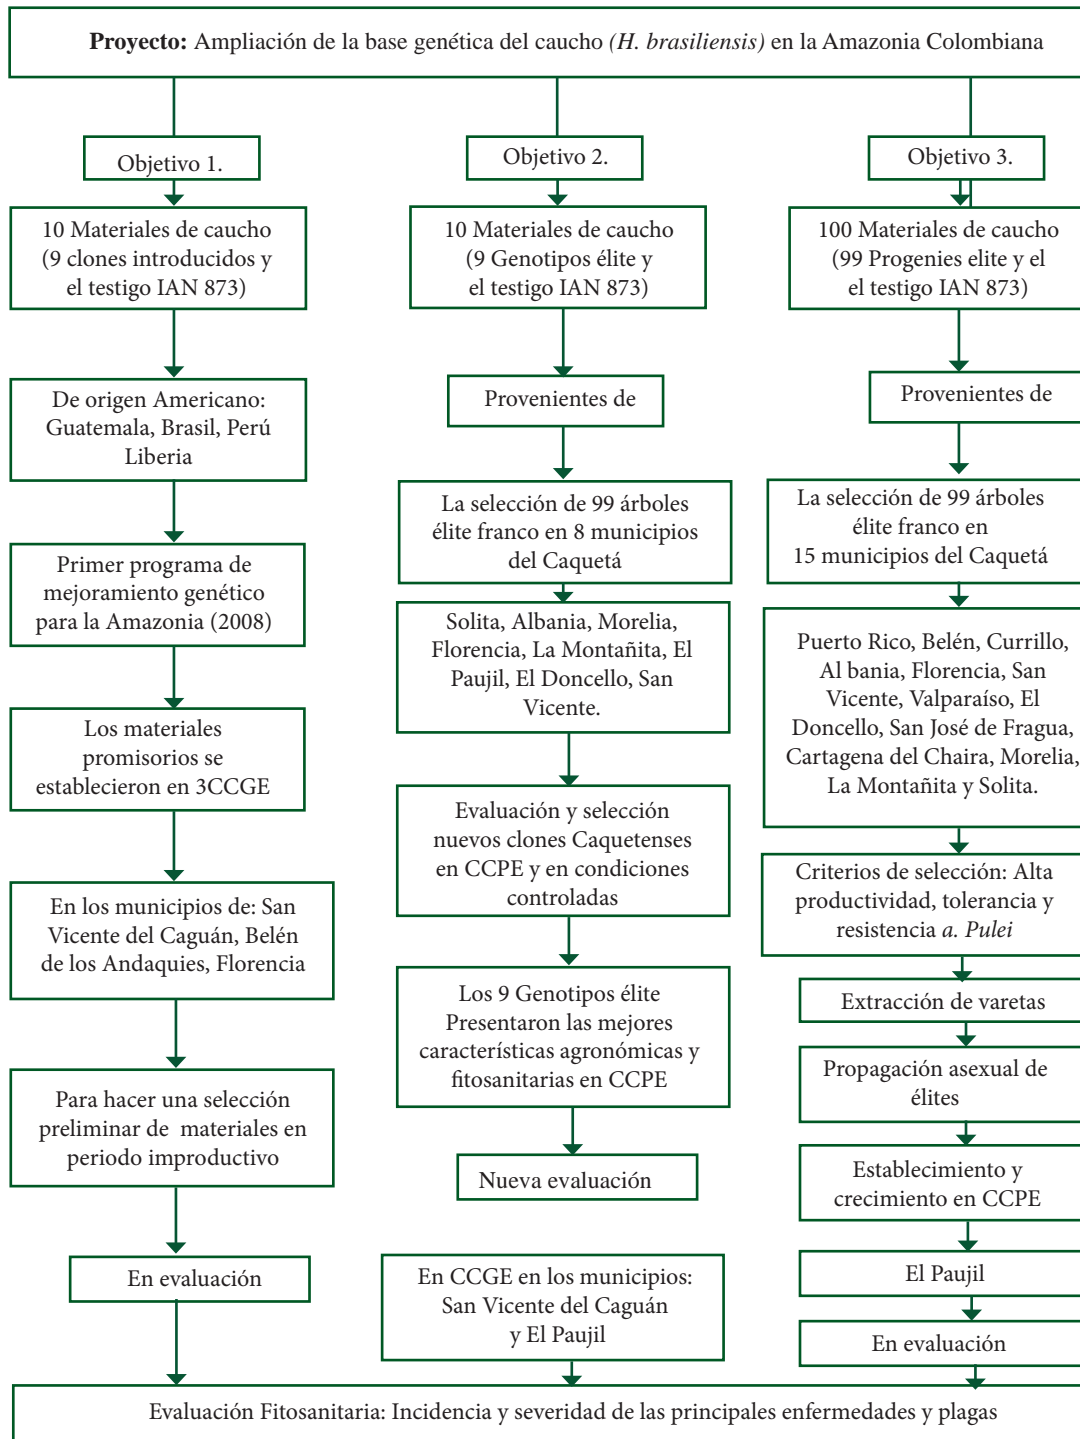 Proyecto: Ampliación de la base genética del caucho (H. brasiliensis) en la Amazonia Colombiana
Objetivo 1.
10 Materiales de caucho
(9 clones introducidos y
el testigo IAN 873)
De origen Americano:
Guatemala, Brasil, Perú
Liberia
Primer programa de
mejoramiento genético
para la Amazonia (2008)
Los materiales
promisorios se
establecieron en 3CCGE
En los municipios de: San
Vicente del Caguán, Belén
de los Andaquies, Florencia
Para hacer una selección
preliminar de materiales en
periodo improductivo
En evaluación
Objetivo 2.
10 Materiales de caucho
(9 Genotipos élite y
el testigo IAN 873)
Provenientes de
La selección de 99 árboles
élite franco en 8 municipios
del Caquetá
Solita, Albania, Morelia,
Florencia, La Montañita, El
Paujil, El Doncello, San
Vicente.
Evaluación y selección
nuevos clones Caquetenses
en CCPE y en condiciones
controladas
Los 9 Genotipos élite
Presentaron las mejores
características agronómicas y
fitosanitarias en CCPE
Nueva evaluación
En CCGE en los municipios:
San Vicente del Caguán
y El Paujil
Objetivo 3.
100 Materiales de caucho
(99 Progenies elite y el
el testigo IAN 873)
Provenientes de
La selección de 99 árboles
élite franco en
15 municipios del Caquetá
Puerto Rico, Belén, Currillo,
Al bania, Florencia, San
Vicente, Valparaíso, El
Doncello, San José de Fragua,
Cartagena del Chaira, Morelia,
La Montañita y Solita.
Criterios de selección: Alta
productividad, tolerancia y
resistencia a. Pulei
Extracción de varetas
Propagación asexual de
élites
Establecimiento y
crecimiento en CCPE
El Paujil
En evaluación
Evaluación Fitosanitaria: Incidencia y severidad de las principales enfermedades y plagas